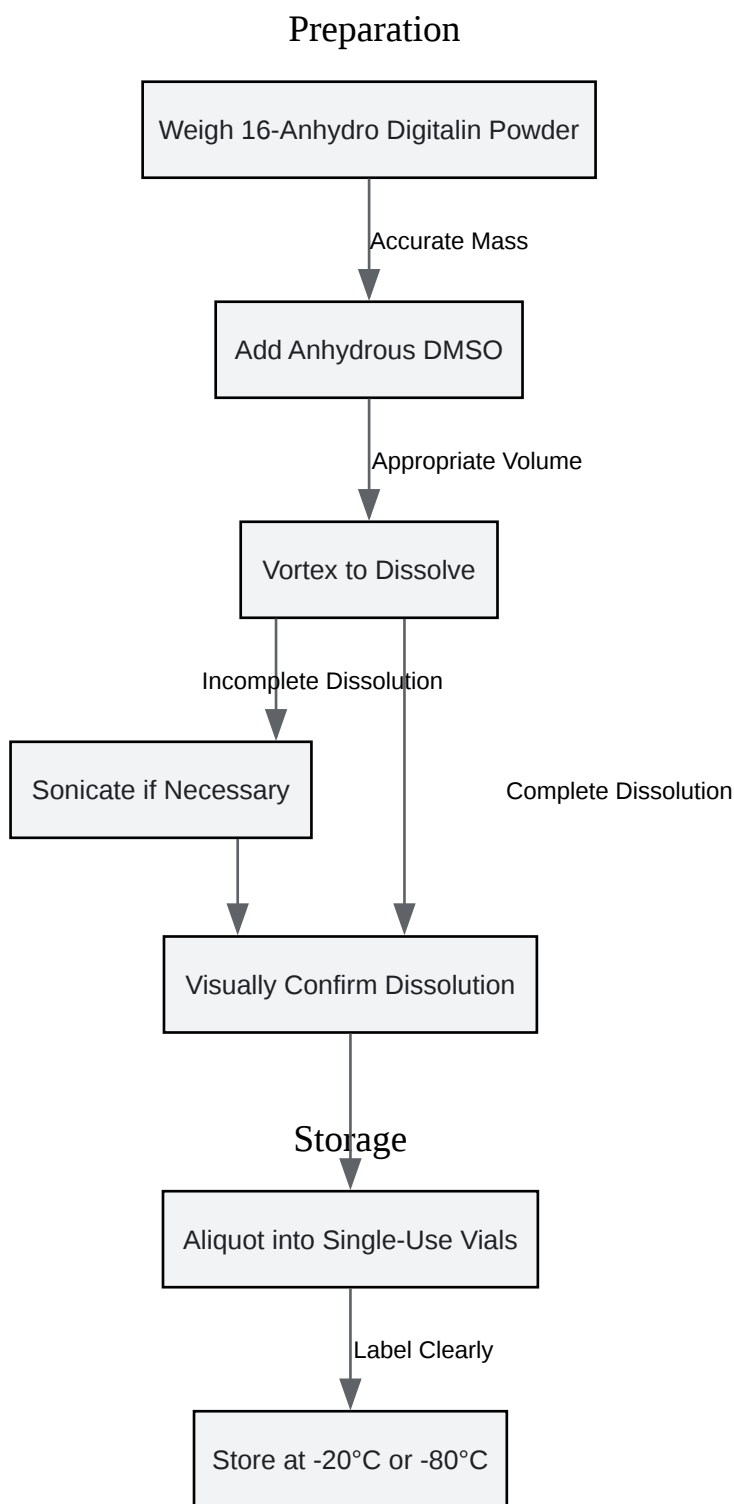 Preparation
Weigh 16-Anhydro Digitalin Powder
Accurate Mass
Add Anhydrous DMSO
Appropriate Volume
Vortex to Dissolve
Incomplete Dissolution
Sonicate if Necessary
Complete Dissolution
Visually Confirm Dissolution
Storage
Aliquot into Single-Use Vials
Label Clearly
Store at -20°C or -80°C